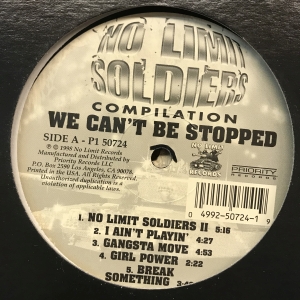 NO LIMIT
SOLDIERS
COMPILATION
WE CAN'T BE STOPPED
SIDE A - P1 50724
℗ © 1998 No Limit Records
Manufactured and Distributed by
Priority Records LLC
P.O. Box 2590 Los Angeles, CA 90078.
Printed in the USA. All Rights Reserved.
Unauthorized duplication is a
violation of applicable laws.
NO LIMIT
RECORDS
PRIORITY
RECORDS
0 4992-50724-1 9
1. NO LIMIT SOLDIERS II 5:16
2. I AIN'T PLAYIN' 4:27
3. GANGSTA MOVE 4:53
4. GIRL POWER 2:22
5. BREAK
SOMETHING